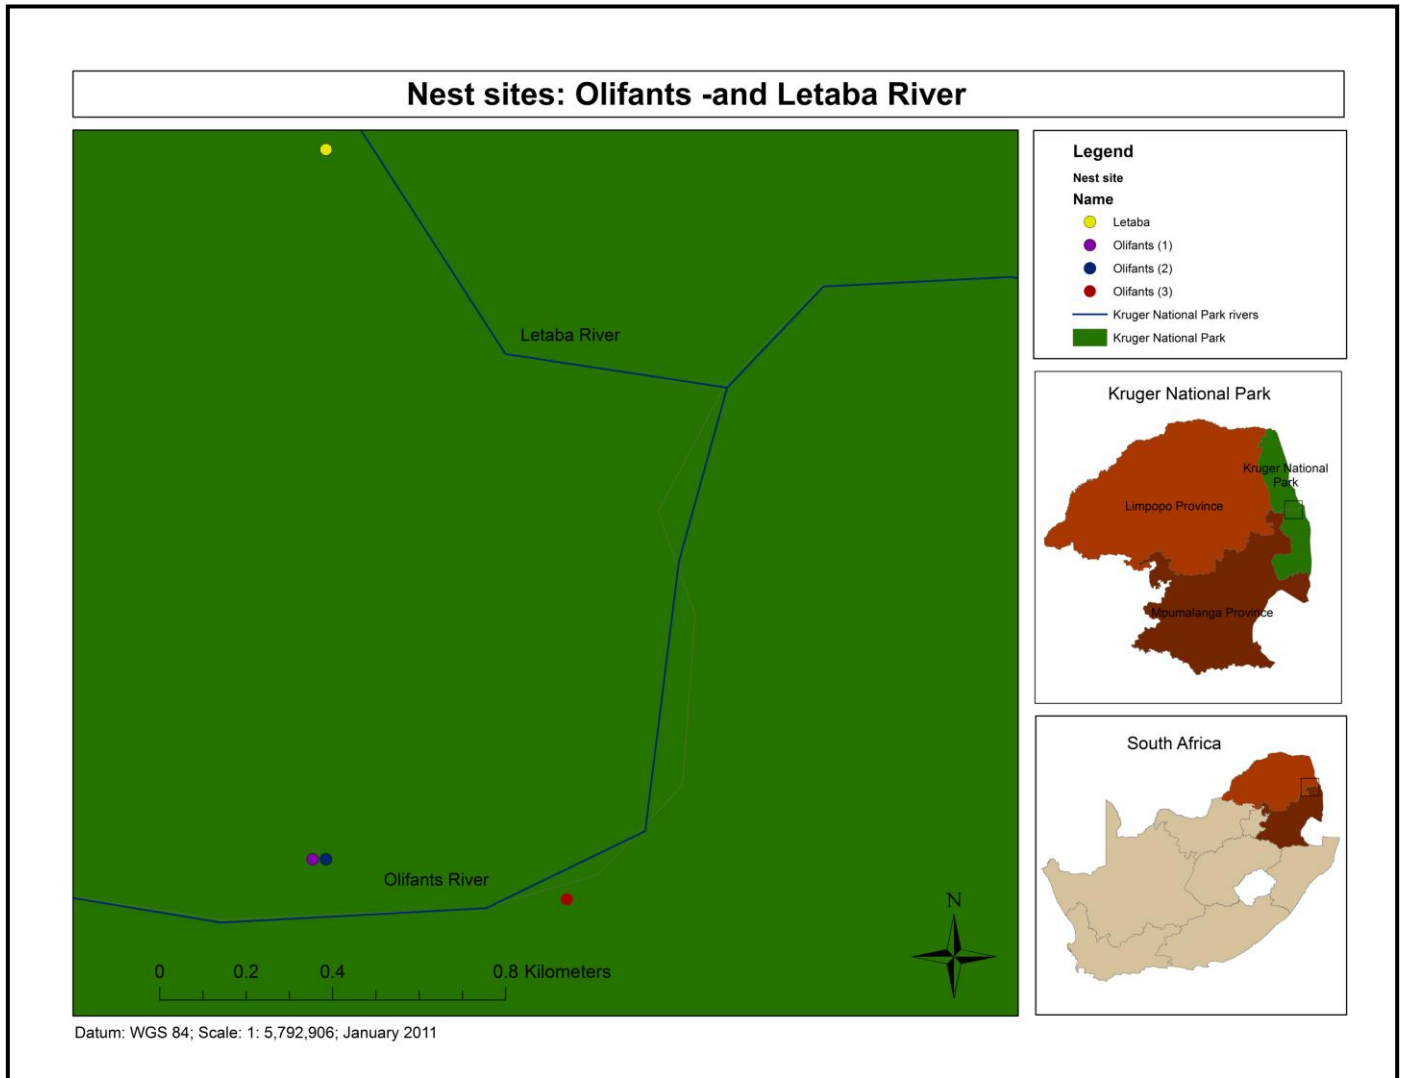 Nest sites: Olifants -and Letaba River
Letaba River
Olifants River
N
0 0.2 0.4 0.8 Kilometers
Datum: WGS 84; Scale: 1: 5,792,906; January 2011
Legend
Nest site
Name
Letaba
Olifants (1)
Olifants (2)
Olifants (3)
Kruger National Park rivers
Kruger National Park
Kruger National Park
Kruger National
Park
Limpopo Province
Mpumalanga Province
South Africa